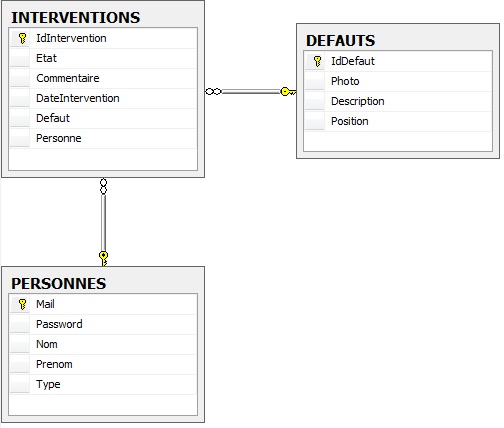 INTERVENTIONS
IdIntervention
Etat
Commentaire
DateIntervention
Defaut
Personne
DEFAUTS
IdDefaut
Photo
Description
Position
PERSONNES
Mail
Password
Nom
Prenom
Type